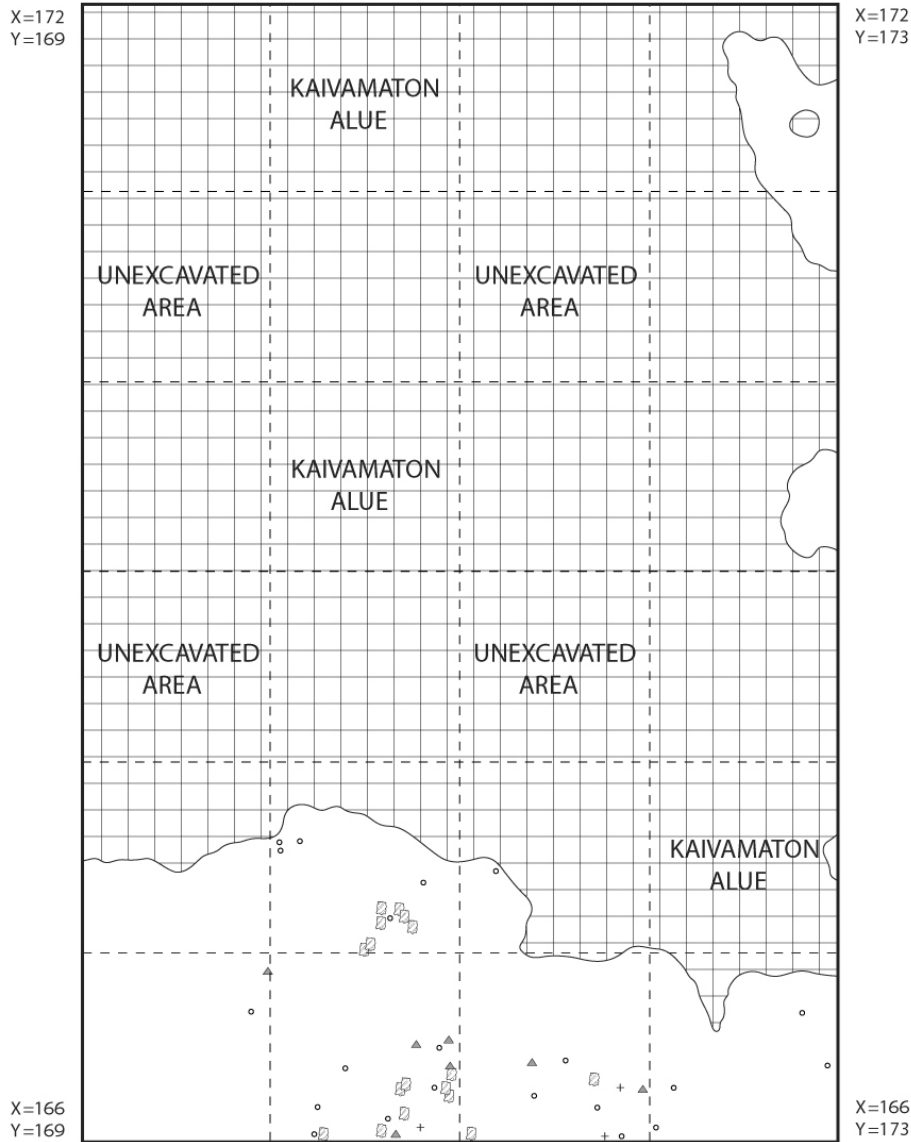 X=172
Y=169
X=172
Y=173
KAIVAMATON
ALUE
UNEXCAVATED
AREA
UNEXCAVATED
AREA
KAIVAMATON
ALUE
UNEXCAVATED
AREA
UNEXCAVATED
AREA
KAIVAMATON
ALUE
X=166
Y=169
X=166
Y=173